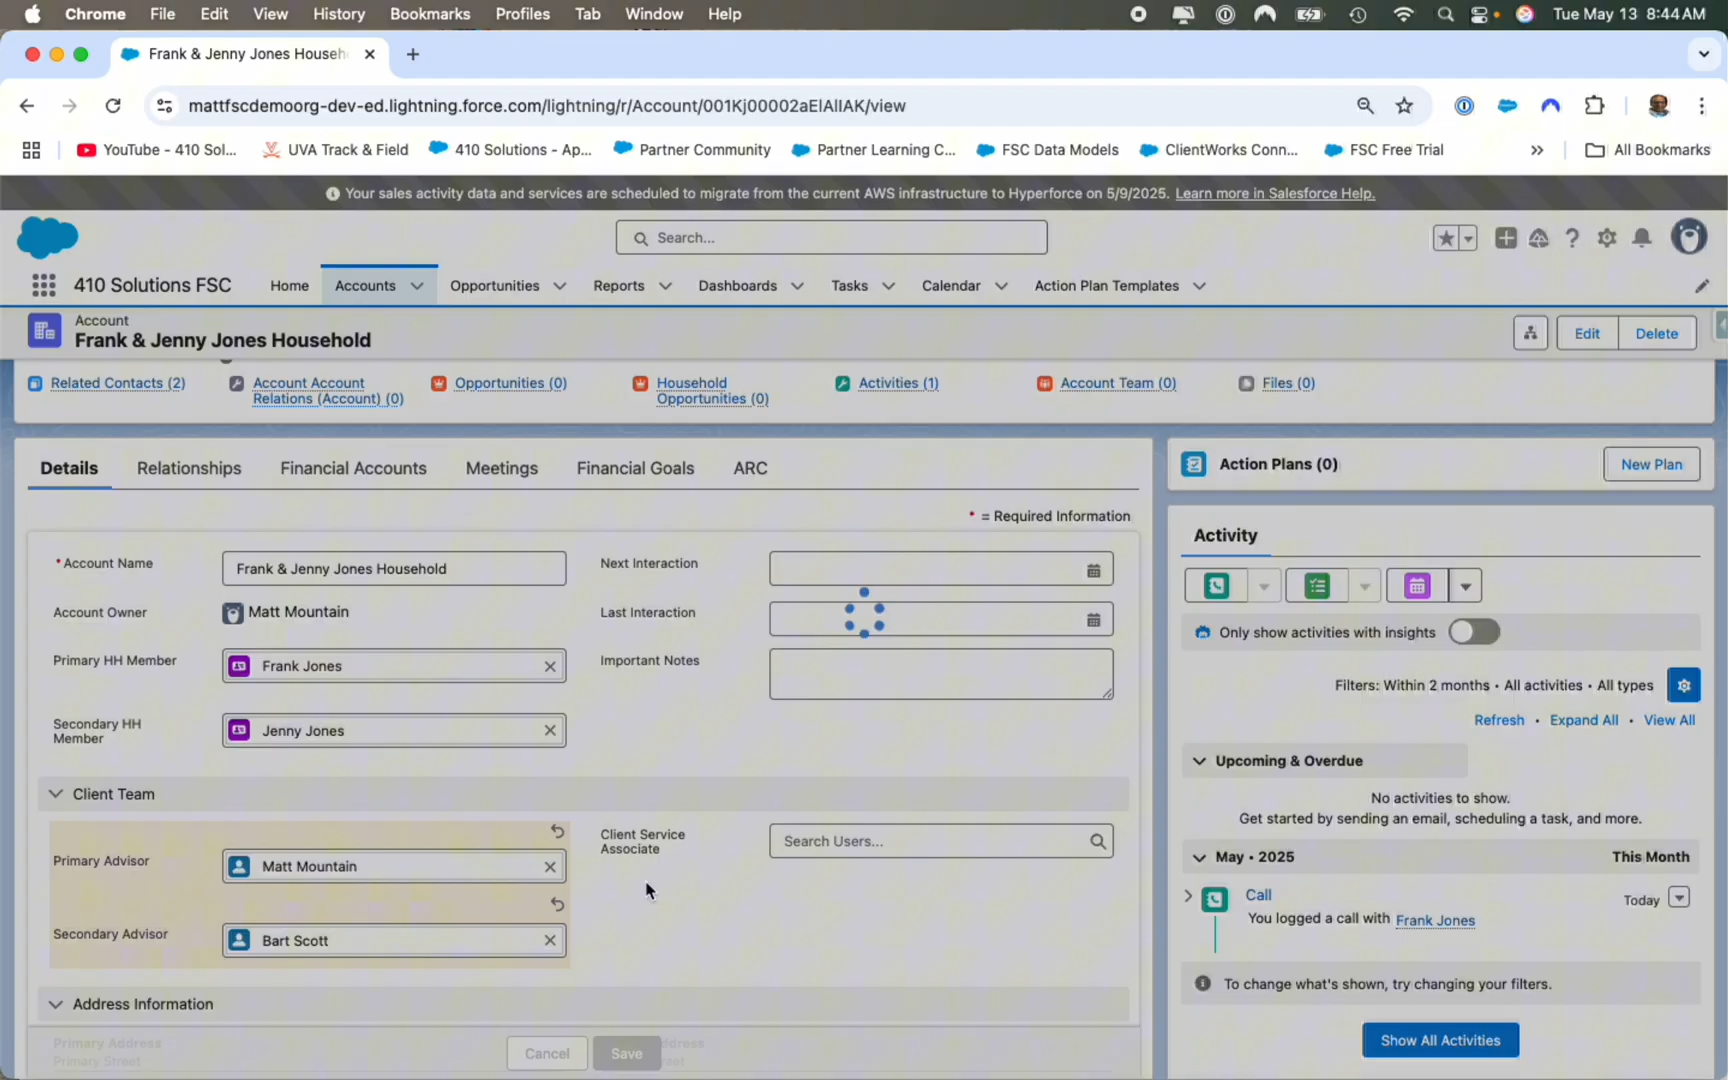 Chrome File Edit View History Bookmarks Profiles Tab Window Help Tue May 13 8:44 AM
Frank & Jenny Jones Househ
mattfscdemoorg-dev-ed.lightning.force.com/lightning/r/Account/001Kj00002aElAlIAK/view
YouTube - 410 Sol... UVA Track & Field 410 Solutions - Ap... Partner Community Partner Learning C... FSC Data Models ClientWorks Conn... FSC Free Trial » All Bookmarks
Your sales activity data and services are scheduled to migrate from the current AWS infrastructure to Hyperforce on 5/9/2025. Learn more in Salesforce Help.
Search...
410 Solutions FSC Home Accounts Opportunities Reports Dashboards Tasks Calendar Action Plan Templates
Account
Frank & Jenny Jones Household
Edit Delete
Related Contacts (2) Account Account Relations (Account) (0) Opportunities (0) Household Opportunities (0) Activities (1) Account Team (0) Files (0)
Details Relationships Financial Accounts Meetings Financial Goals ARC
* = Required Information
*Account Name Frank & Jenny Jones Household Next Interaction
Account Owner Matt Mountain Last Interaction
Primary HH Member Frank Jones Important Notes
Secondary HH
Member
Jenny Jones
Client Team
Primary Advisor Matt Mountain
Client Service
Associate
Search Users...
Secondary Advisor Bart Scott
Address Information
Primary Address
Primary Street
Cancel Save
Action Plans (0) New Plan
Activity
Only show activities with insights
Filters: Within 2 months • All activities • All types
Refresh • Expand All • View All
Upcoming & Overdue
No activities to show.
Get started by sending an email, scheduling a task, and more.
May • 2025 This Month
Call Today
You logged a call with Frank Jones
To change what's shown, try changing your filters.
Show All Activities